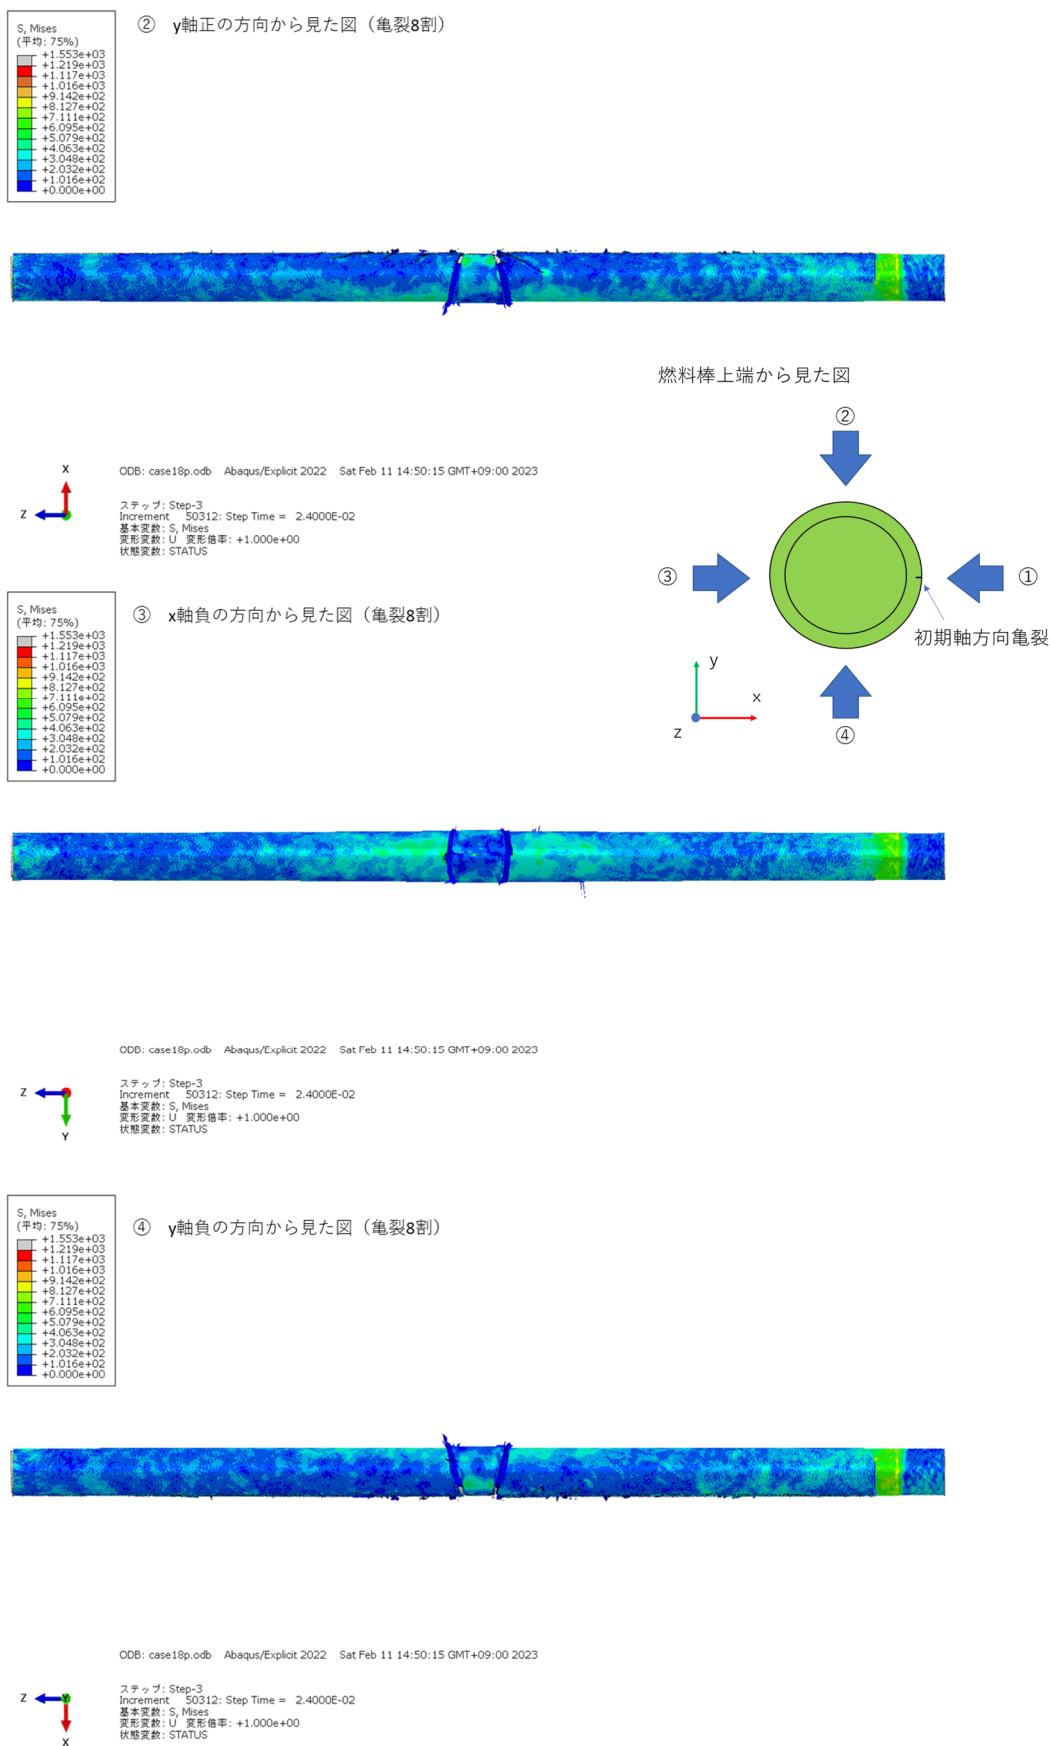 ② y軸正の方向から見た図（亀裂8割）
S, Mises
(平均: 75%)
+1.553e+03
+1.219e+03
+1.117e+03
+1.016e+03
+9.142e+02
+8.127e+02
+7.111e+02
+6.095e+02
+5.079e+02
+4.063e+02
+3.048e+02
+2.032e+02
+1.016e+02
+0.000e+00
燃料棒上端から見た図
②
③
①
初期軸方向亀裂
y
x
z
④
X
Z
ODB: case18p.odb Abaqus/Explicit 2022 Sat Feb 11 14:50:15 GMT+09:00 2023
ステップ: Step-3
Increment 50312: Step Time = 2.4000E-02
基本変数: S, Mises
変形変数: U 変形倍率: +1.000e+00
状態変数: STATUS
③ x軸負の方向から見た図（亀裂8割）
S, Mises
(平均: 75%)
+1.553e+03
+1.219e+03
+1.117e+03
+1.016e+03
+9.142e+02
+8.127e+02
+7.111e+02
+6.095e+02
+5.079e+02
+4.063e+02
+3.048e+02
+2.032e+02
+1.016e+02
+0.000e+00
ODB: case18p.odb Abaqus/Explicit 2022 Sat Feb 11 14:50:15 GMT+09:00 2023
Z
Y
ステップ: Step-3
Increment 50312: Step Time = 2.4000E-02
基本変数: S, Mises
変形変数: U 変形倍率: +1.000e+00
状態変数: STATUS
④ y軸負の方向から見た図（亀裂8割）
S, Mises
(平均: 75%)
+1.553e+03
+1.219e+03
+1.117e+03
+1.016e+03
+9.142e+02
+8.127e+02
+7.111e+02
+6.095e+02
+5.079e+02
+4.063e+02
+3.048e+02
+2.032e+02
+1.016e+02
+0.000e+00
ODB: case18p.odb Abaqus/Explicit 2022 Sat Feb 11 14:50:15 GMT+09:00 2023
Z
Y
X
ステップ: Step-3
Increment 50312: Step Time = 2.4000E-02
基本変数: S, Mises
変形変数: U 変形倍率: +1.000e+00
状態変数: STATUS